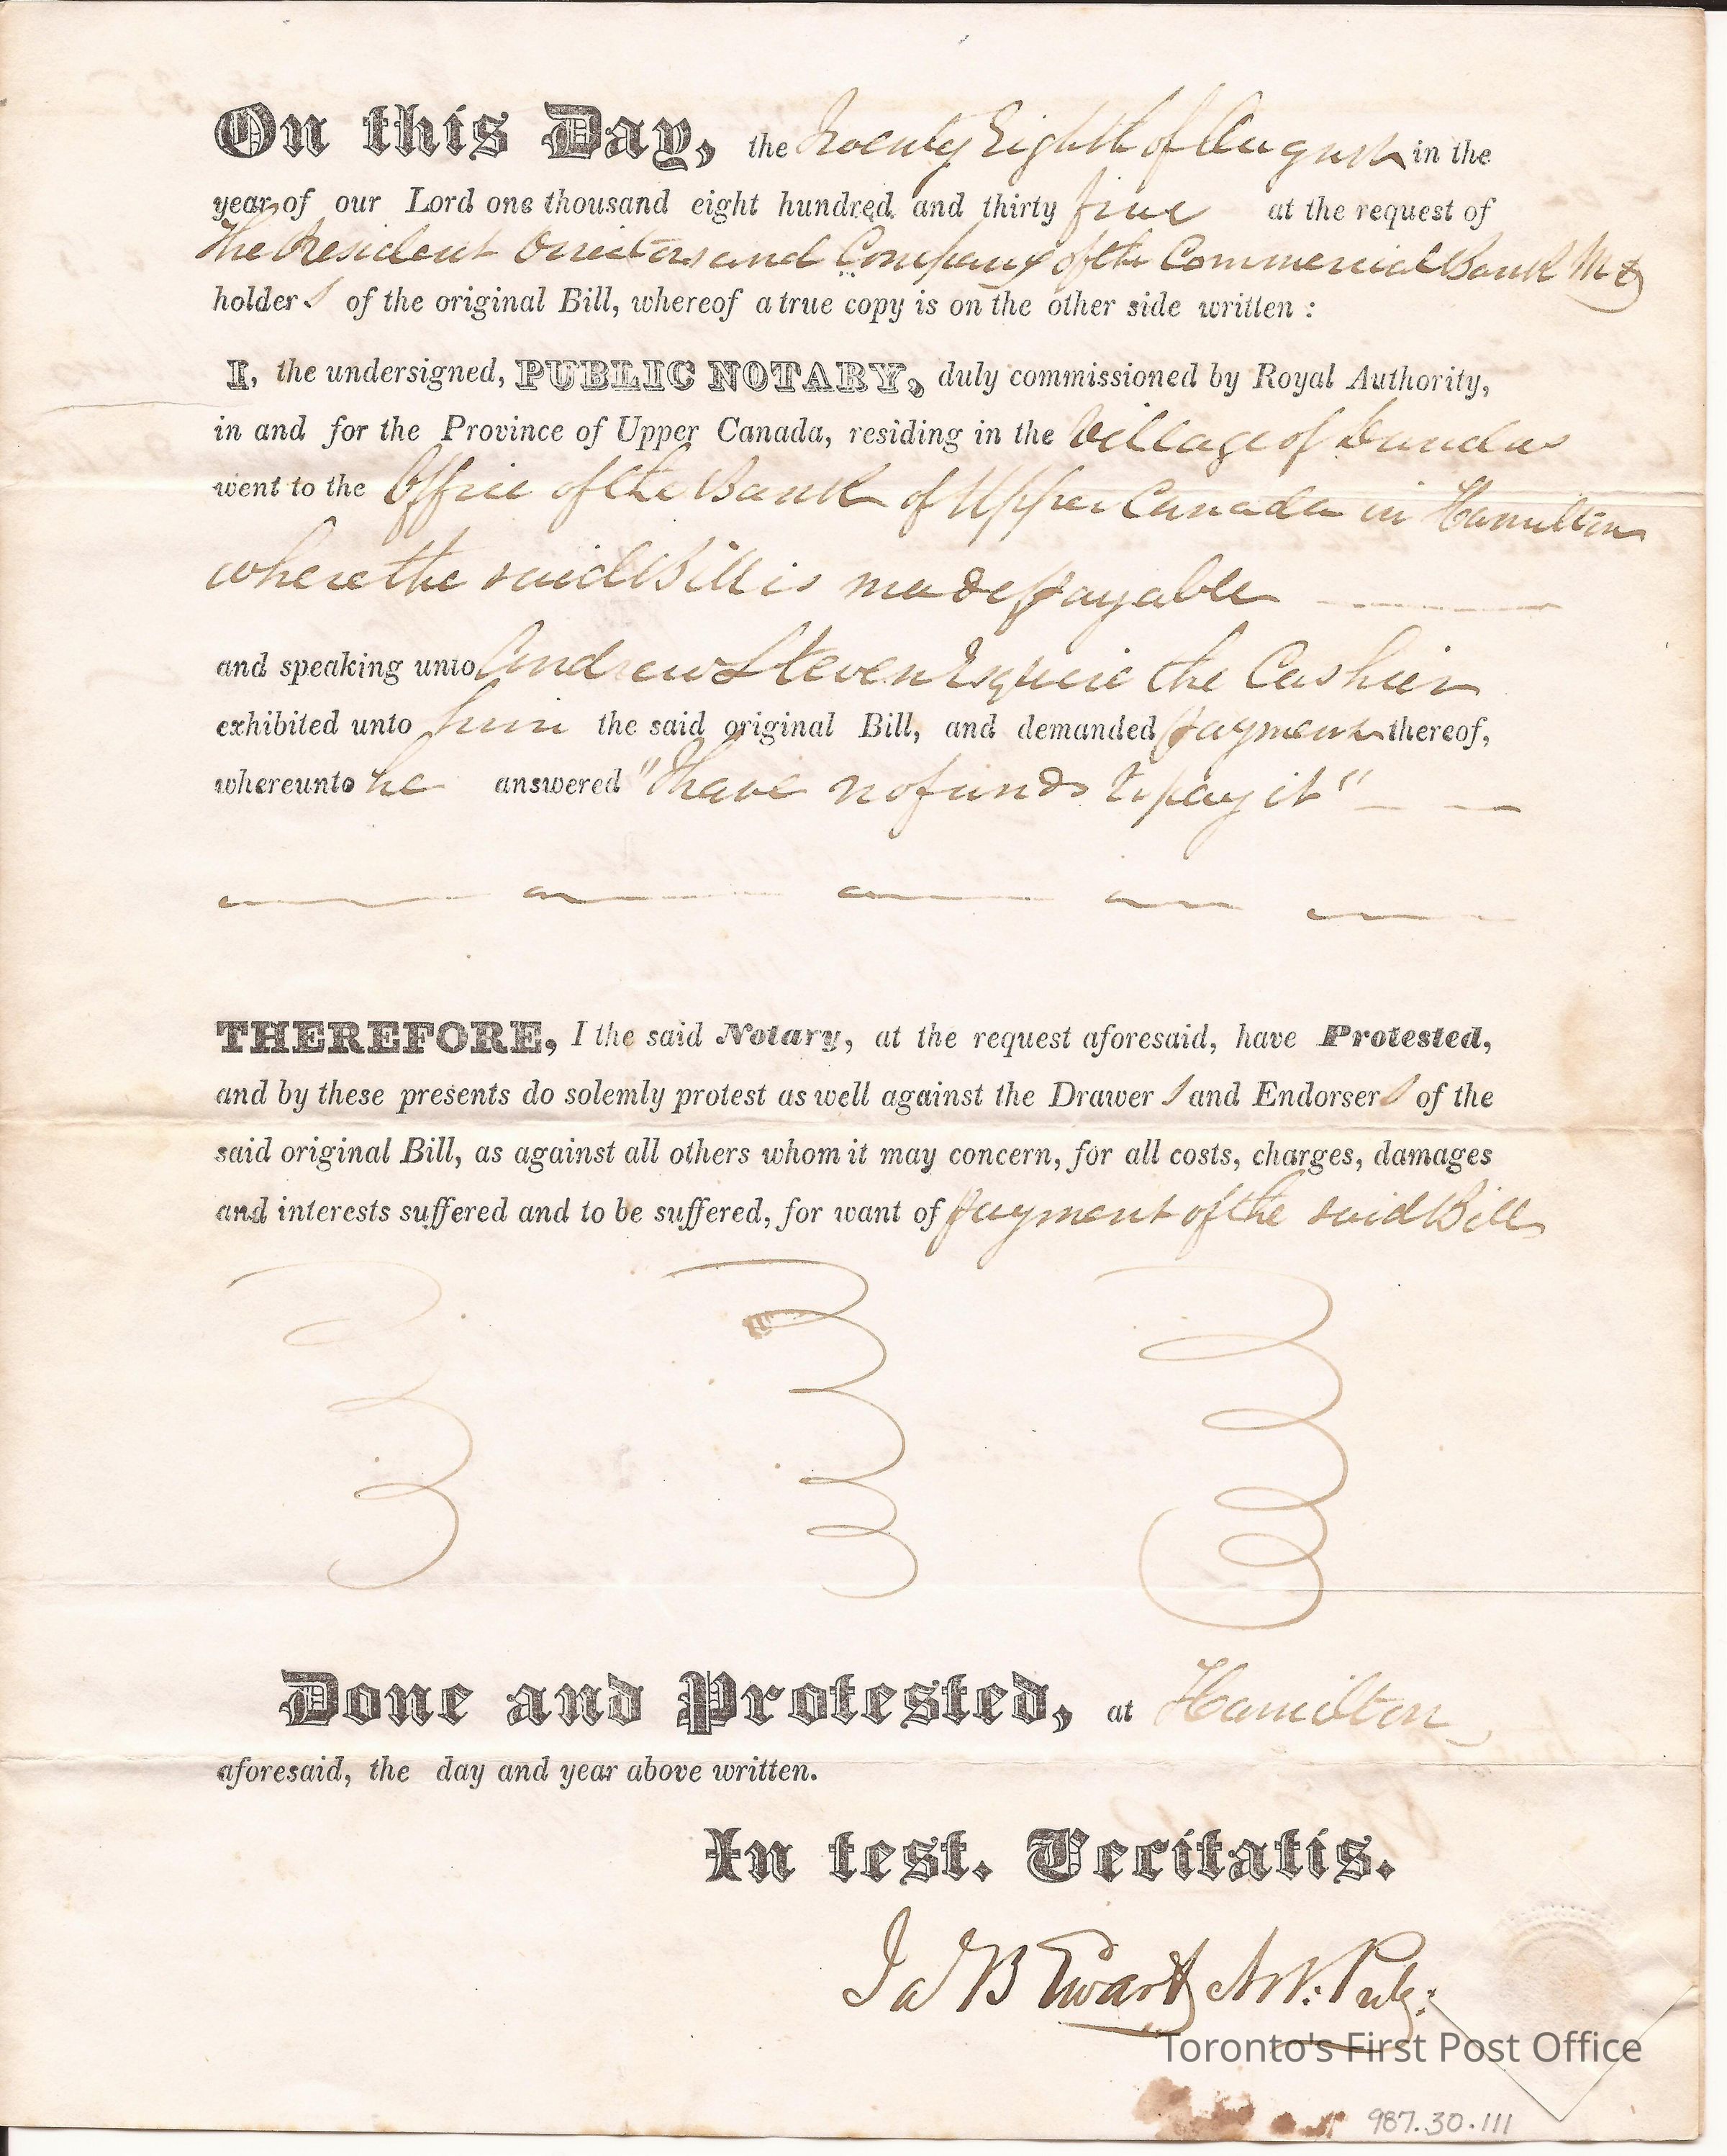 On this Day, the Twenty Eighth of August in the
year of our Lord one thousand eight hundred and thirty five at the request of
The President Directors and Company of the Commercial Bank M D
holders of the original Bill, whereof a true copy is on the other side written :
I, the undersigned, PUBLIC NOTARY, duly commissioned by Royal Authority,
in and for the Province of Upper Canada, residing in the Village of Dundas
went to the Office of the Bank of Upper Canada in Hamilton
where the said Bill is made payable
and speaking unto Andrew Steven Esquire the Cashier
exhibited unto him the said original Bill, and demanded payment thereof,
whereunto he answered "I have no funds to pay it"
THEREFORE, I the said Notary, at the request aforesaid, have Protested,
and by these presents do solemly protest as well against the Drawers and Endorsers of the
said original Bill, as against all others whom it may concern, for all costs, charges, damages
and interests suffered and to be suffered, for want of payment of the said Bill
Done and Protested, at Hamilton
aforesaid, the day and year above written.
In test. Veritatis.
Ja B Ewart Not: Pub:
Toronto's First Post Office
987.30.111